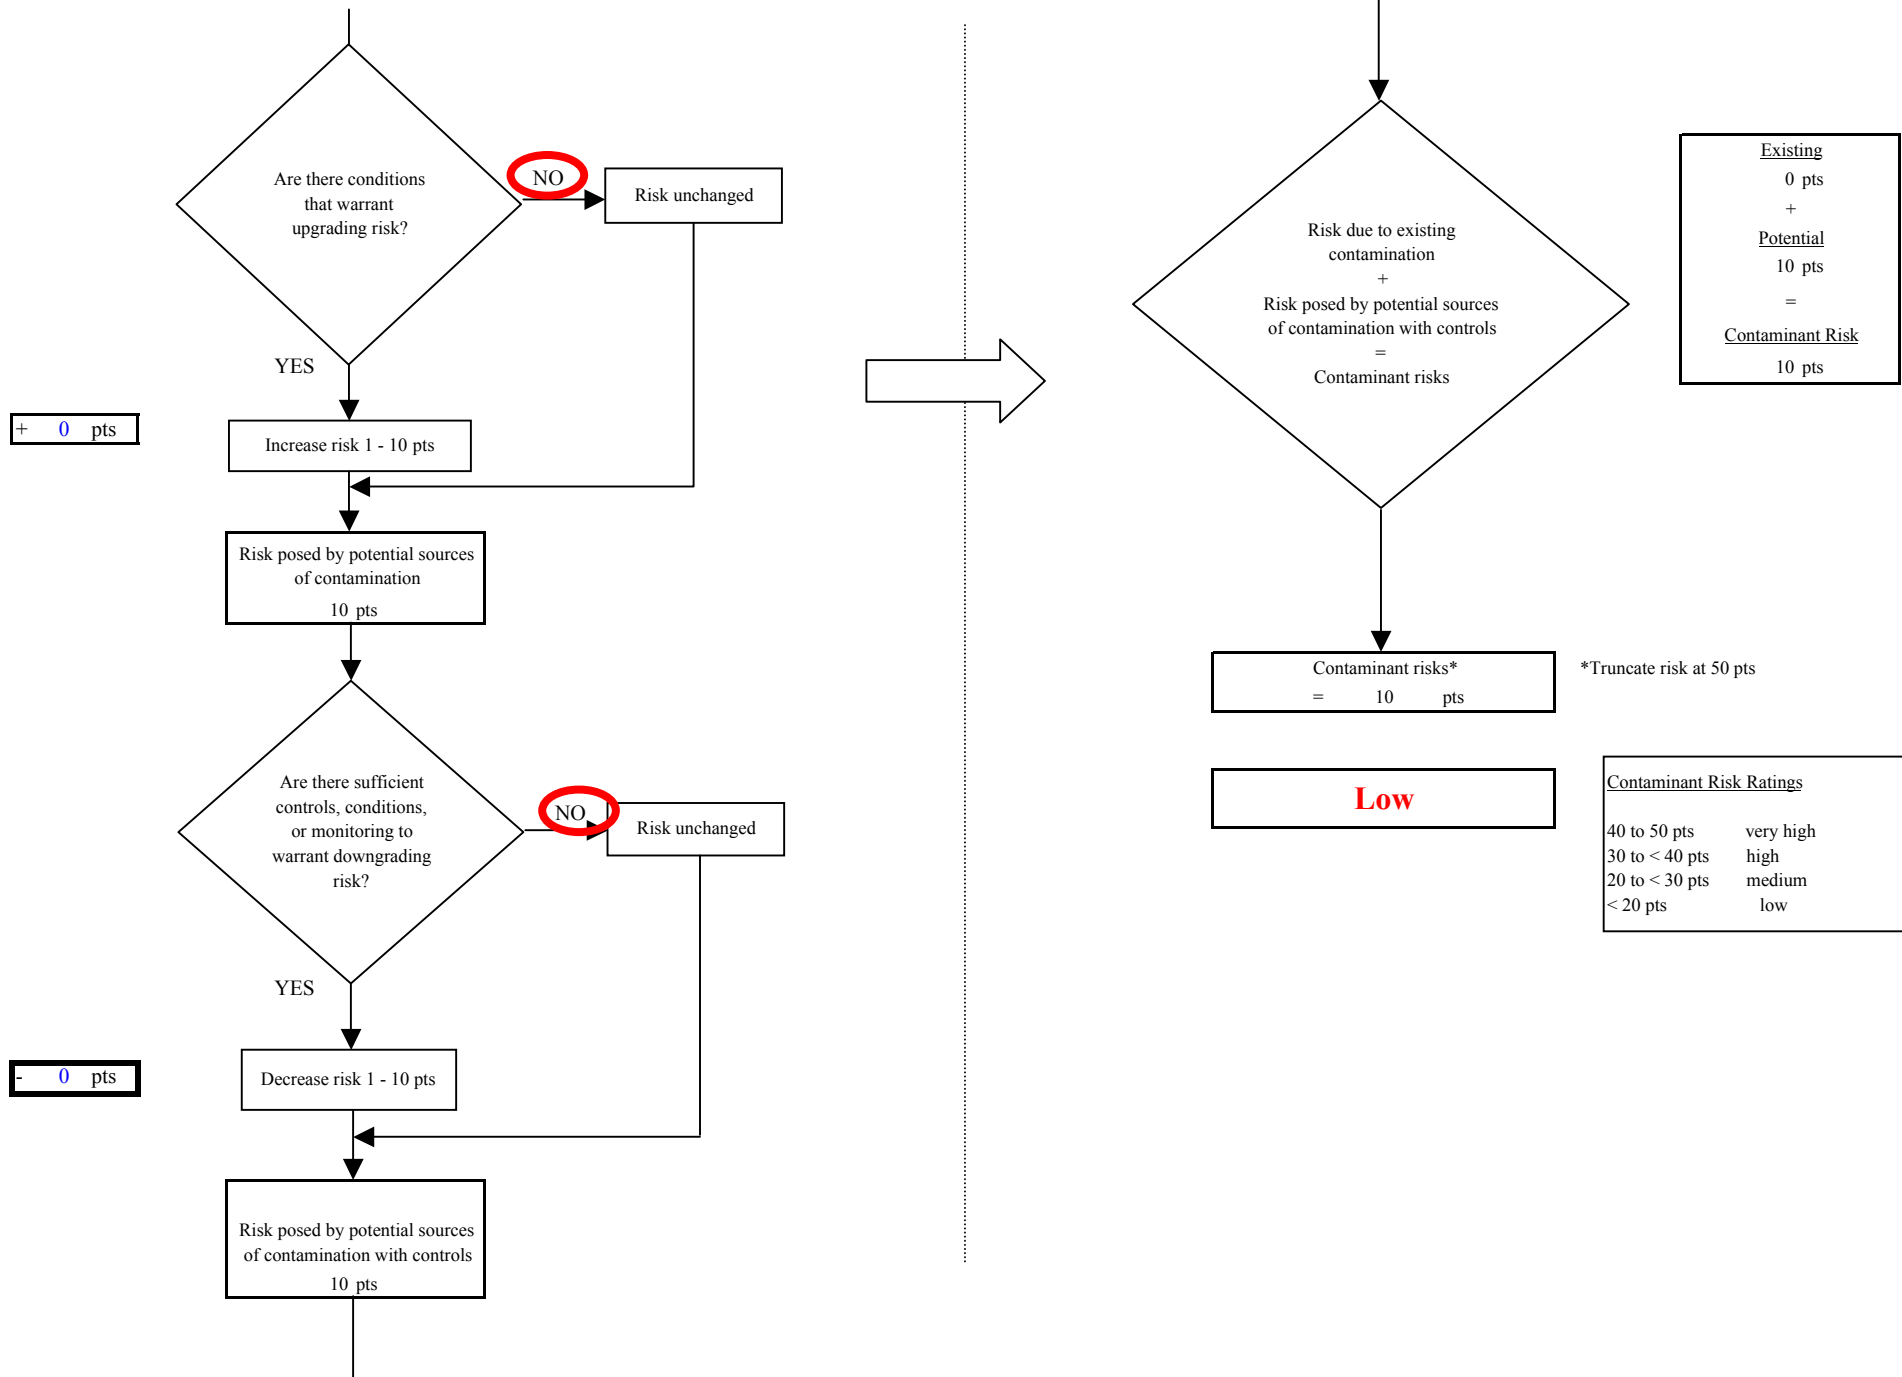 Are there conditions
that warrant
upgrading risk?
NO
Risk unchanged
YES
+ 0 pts
Increase risk 1 - 10 pts
Risk posed by potential sources
of contamination
10 pts
Are there sufficient
controls, conditions,
or monitoring to
warrant downgrading
risk?
NO
Risk unchanged
YES
- 0 pts
Decrease risk 1 - 10 pts
Risk posed by potential sources
of contamination with controls
10 pts
Risk due to existing
contamination
+
Risk posed by potential sources
of contamination with controls
=
Contaminant risks
Existing
0 pts
+
Potential
10 pts
=
Contaminant Risk
10 pts
Contaminant risks*
= 10 pts
*Truncate risk at 50 pts
Low
Contaminant Risk Ratings
40 to 50 pts very high
30 to < 40 pts high
20 to < 30 pts medium
< 20 pts low